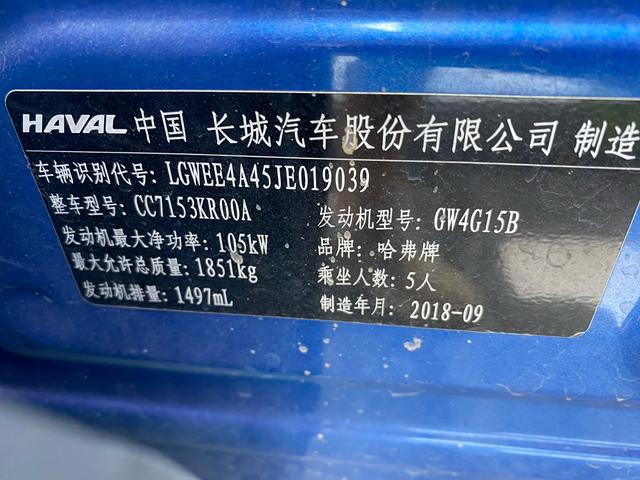 HAVAL 中国 长城汽车股份有限公司 制造
车辆识别代号: LGWEE4A45JE019039
整车型号: CC7153KR00A
发动机型号: GW4G15B
发动机最大净功率: 105kW
品牌: 哈弗牌
最大允许总质量: 1851kg
乘坐人数: 5人
发动机排量: 1497mL
制造年月: 2018-09